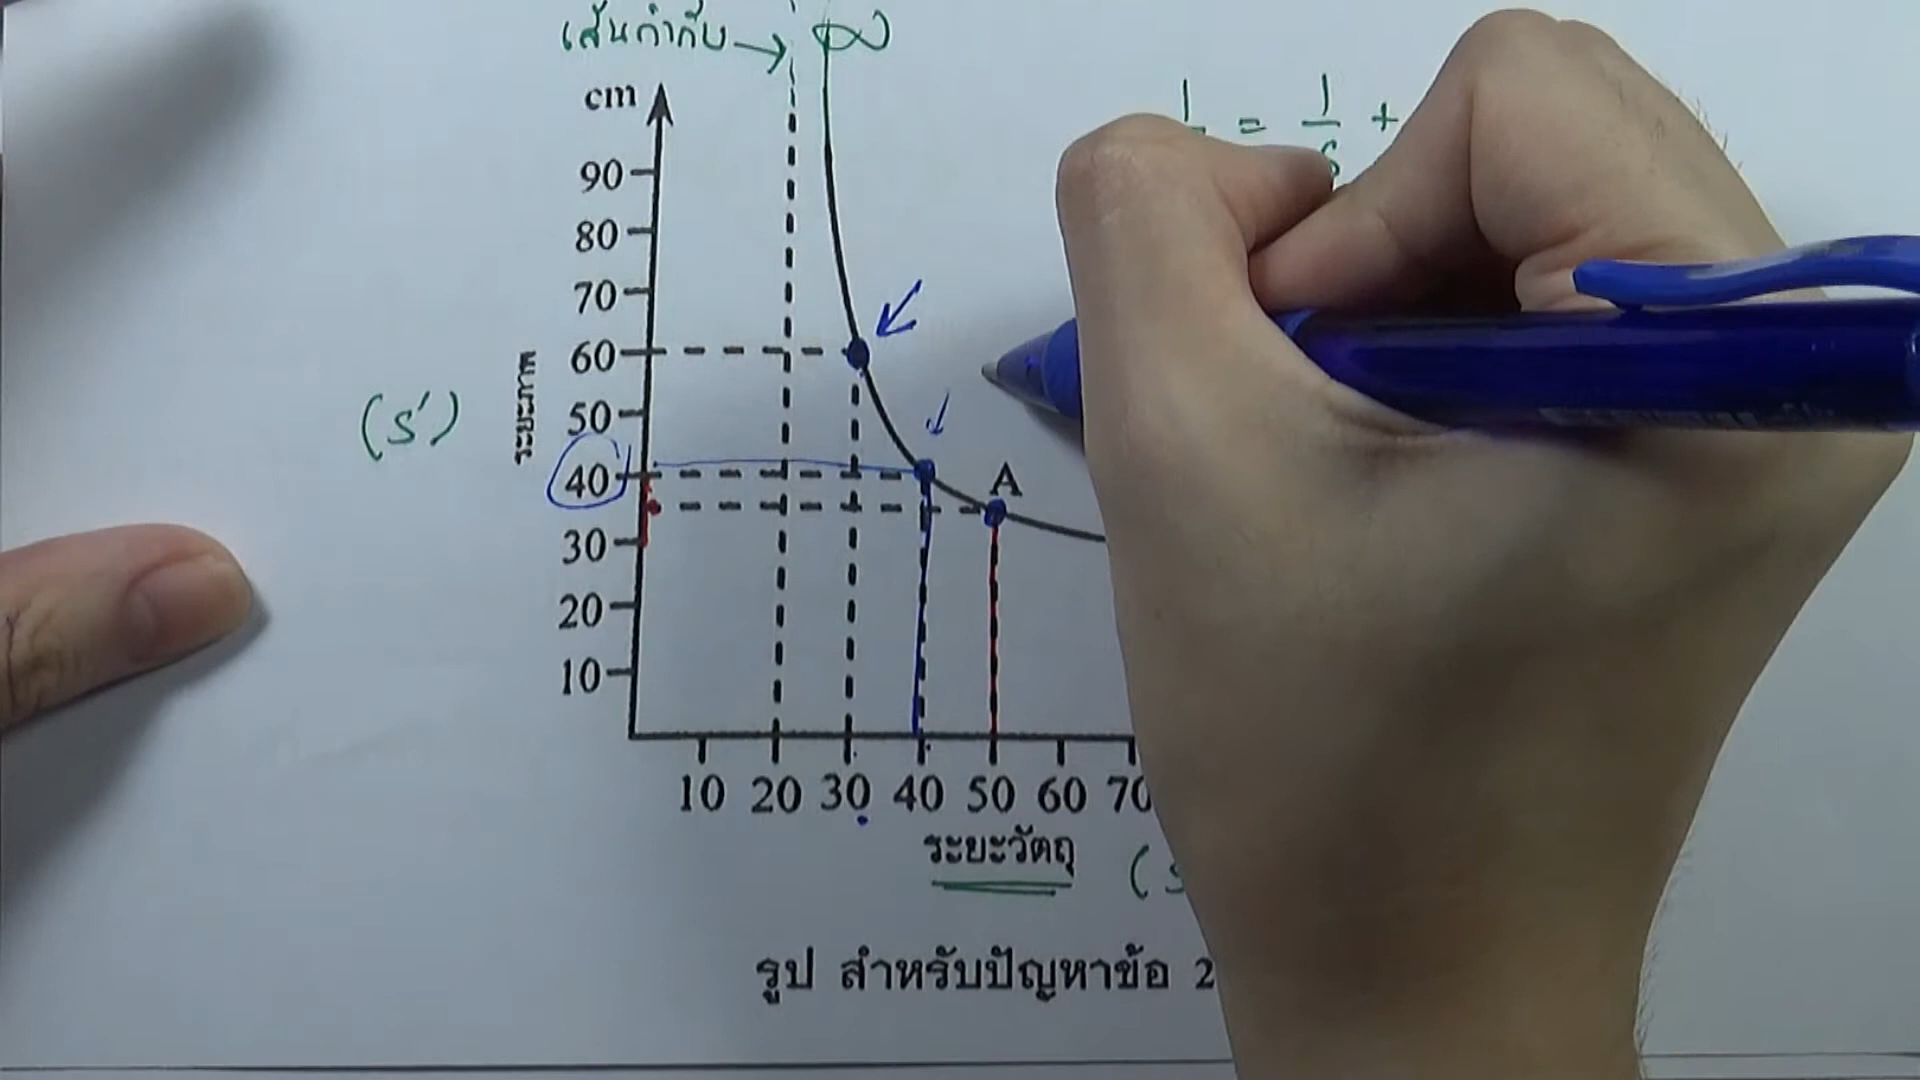 เส้นกำกับ → ∞
cm
1 = 1 +
S
90
80
70
60
50
40
30
20
10
(s')
ระยะภาพ
A
10 20 30 40 50 60 70
ระยะวัตถุ (s
รูป สำหรับปัญหาข้อ 2